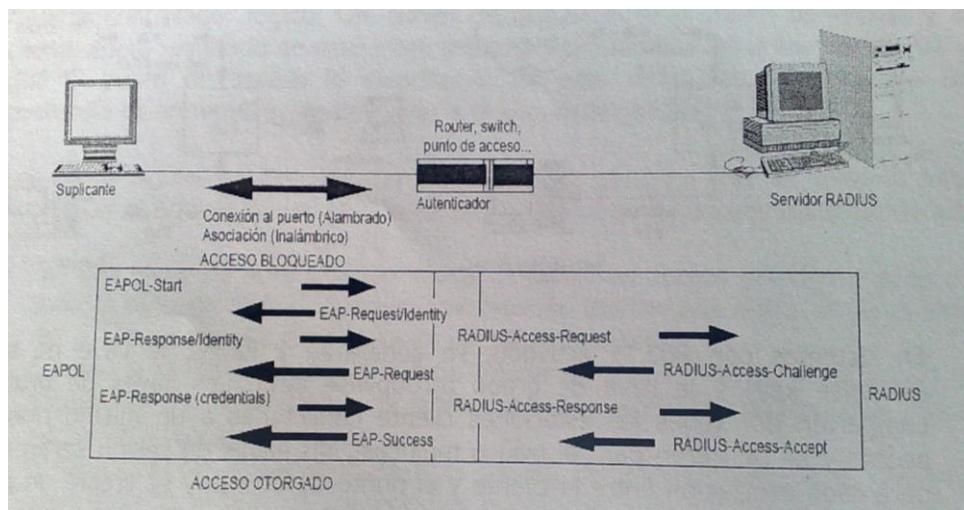 Router, switch,
punto de acceso...
Suplicante
Autenticador
Servidor RADIUS
Conexión al puerto (Alambrado)
Asociación (Inalámbrico)
ACCESO BLOQUEADO
EAPOL-Start
EAP-Request/Identity
EAP-Response/Identity
RADIUS-Access-Request
EAPOL
EAP-Request
RADIUS-Access-Challenge
RADIUS
EAP-Response (credentials)
RADIUS-Access-Response
EAP-Success
RADIUS-Access-Accept
ACCESO OTORGADO